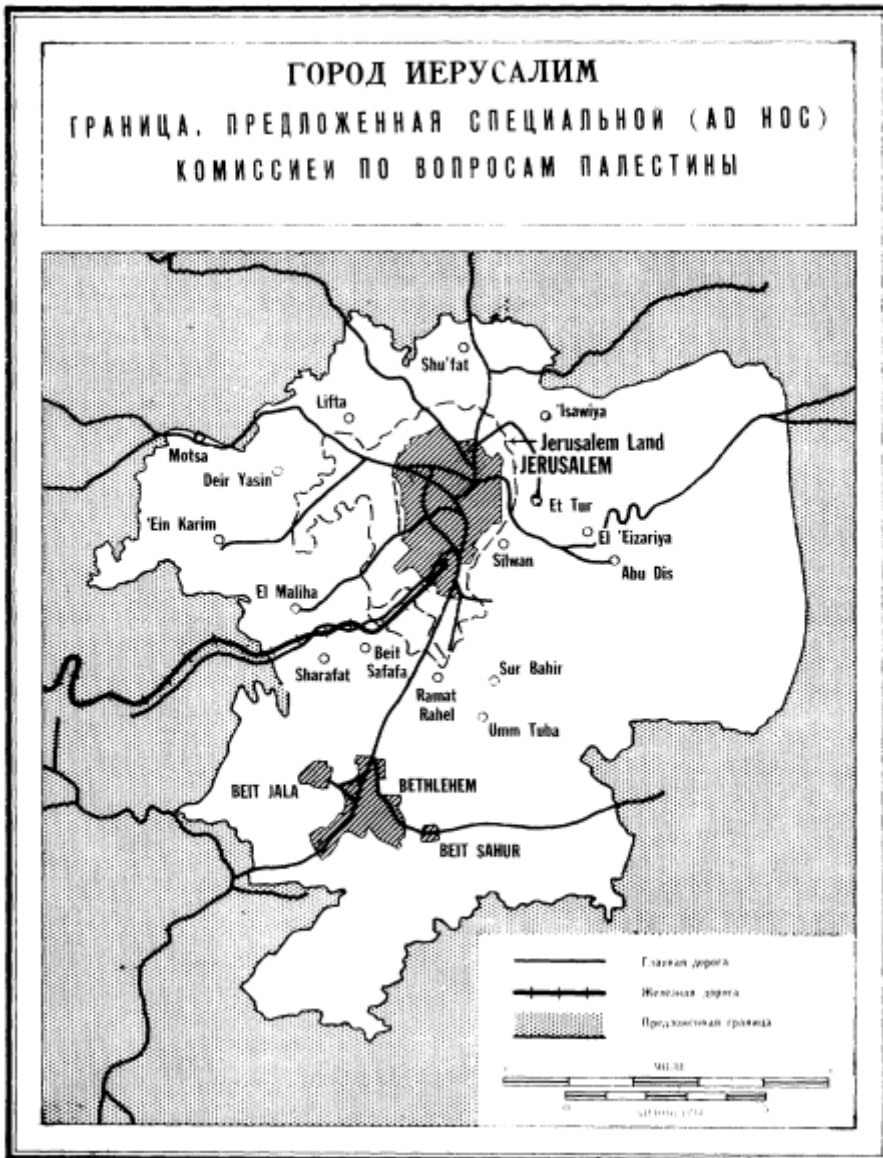 ГОРОД ИЕРУСАЛИМ
ГРАНИЦА, ПРЕДЛОЖЕННАЯ СПЕЦИАЛЬНОЙ (AD HOC)
КОМИССИЕЙ ПО ВОПРОСАМ ПАЛЕСТИНЫ
Shu'fat
Lifta
'Isawiya
Jerusalem Land
JERUSALEM
Motsa
Deir Yasin
Et Tur
'Ein Karim
El 'Eizariya
Silwan
Abu Dis
El Maliha
Beit
Safafa
Sharafat
Sur Bahir
Ramat
Rahel
Umm Tuba
BEIT JALA
BETHLEHEM
BEIT SAHUR
Главная дорога
Железная дорога
Предложенная граница